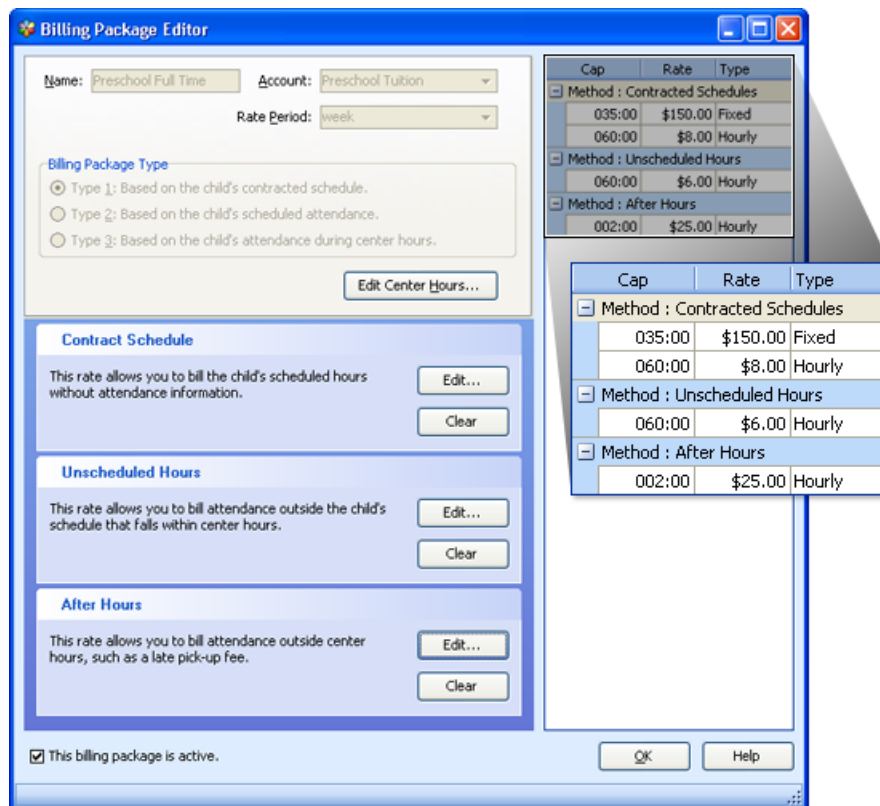 Billing Package Editor
Name: Preschool Full Time Account: Preschool Tuition
Rate Period: week
Billing Package Type
Type 1: Based on the child's contracted schedule.
Type 2: Based on the child's scheduled attendance.
Type 3: Based on the child's attendance during center hours.
Edit Center Hours...
Contract Schedule
This rate allows you to bill the child's scheduled hours
without attendance information.
Edit...
Clear
Unscheduled Hours
This rate allows you to bill attendance outside the child's
schedule that falls within center hours.
Edit...
Clear
After Hours
This rate allows you to bill attendance outside center
hours, such as a late pick-up fee.
Edit...
Clear
This billing package is active.
OK Help
Cap Rate Type
Method : Contracted Schedules
035:00 $150.00 Fixed
060:00 $8.00 Hourly
Method : Unscheduled Hours
060:00 $6.00 Hourly
Method : After Hours
002:00 $25.00 Hourly
Cap Rate Type
Method : Contracted Schedules
035:00 $150.00 Fixed
060:00 $8.00 Hourly
Method : Unscheduled Hours
060:00 $6.00 Hourly
Method : After Hours
002:00 $25.00 Hourly